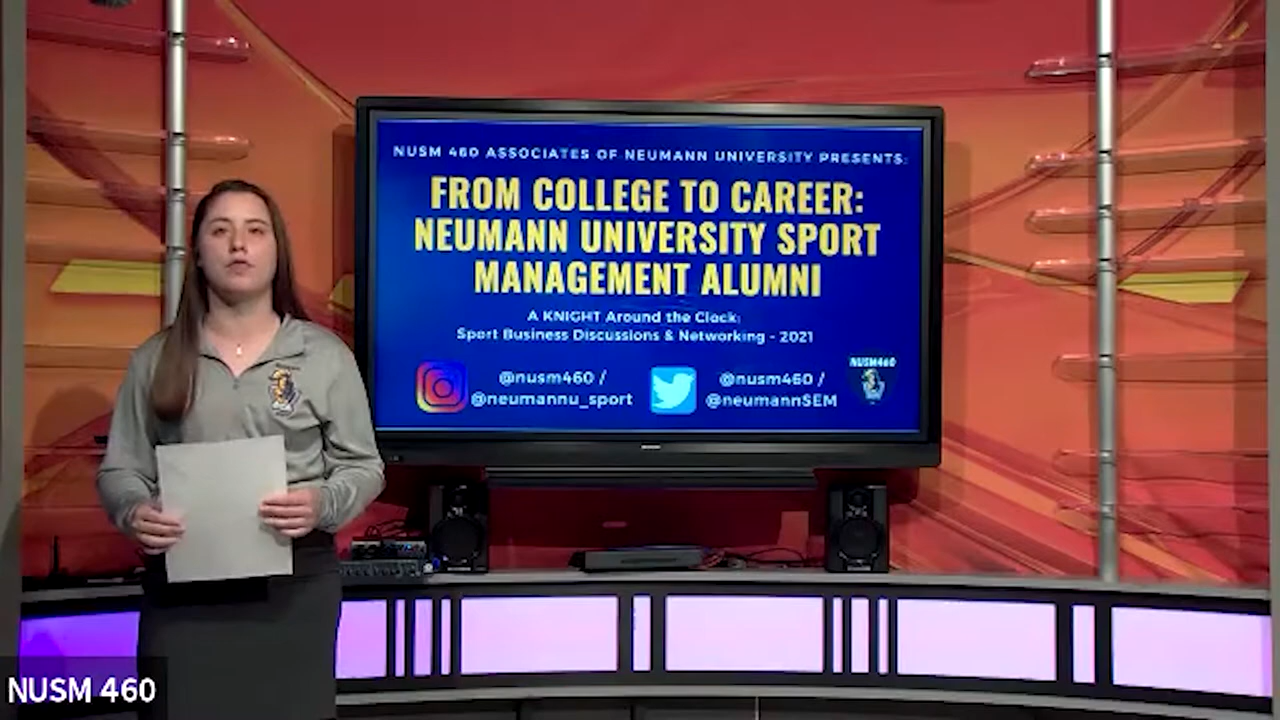 NUSM 460 ASSOCIATES OF NEUMANN UNIVERSITY PRESENTS:
FROM COLLEGE TO CAREER:
NEUMANN UNIVERSITY SPORT
MANAGEMENT ALUMNI
A KNIGHT Around the Clock:
Sport Business Discussions & Networking - 2021
@nusm460 /
@neumannu_sport
@nusm460 /
@neumannSEM
NUSM460
NUSM 460